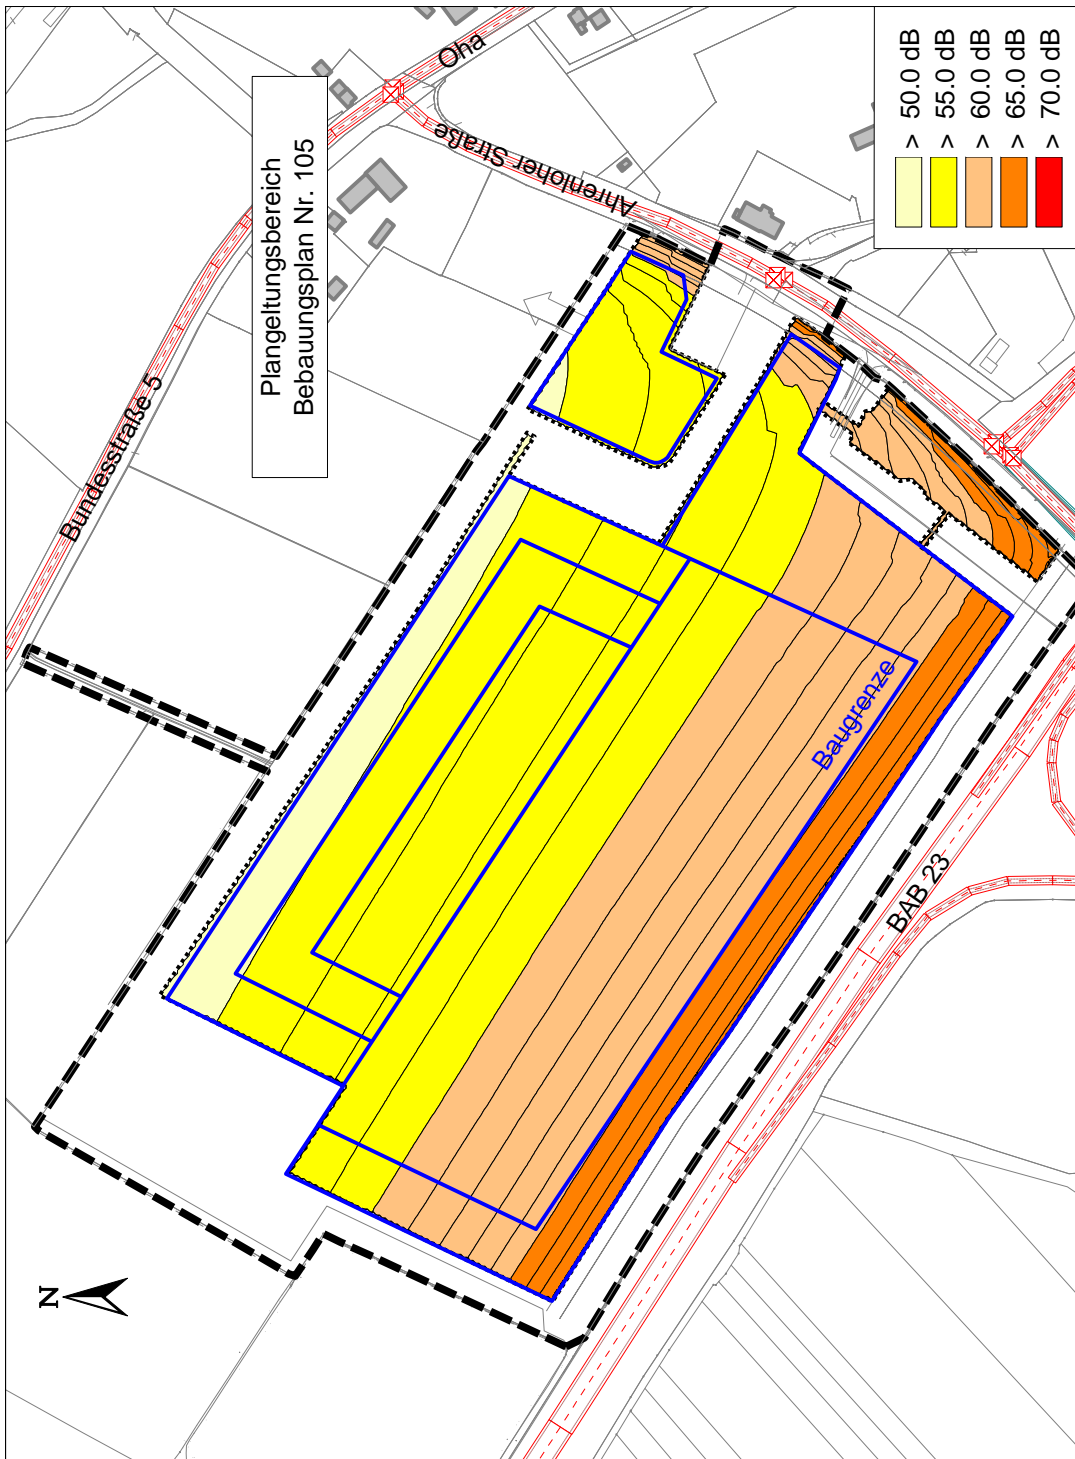 Plangeltungsbereich
Bebauungsplan Nr. 105
Oha
Ahrenloher Straße
Bundesstraße 5
Baugrenze
BAB 23
N
> 50.0 dB
> 55.0 dB
> 60.0 dB
> 65.0 dB
> 70.0 dB